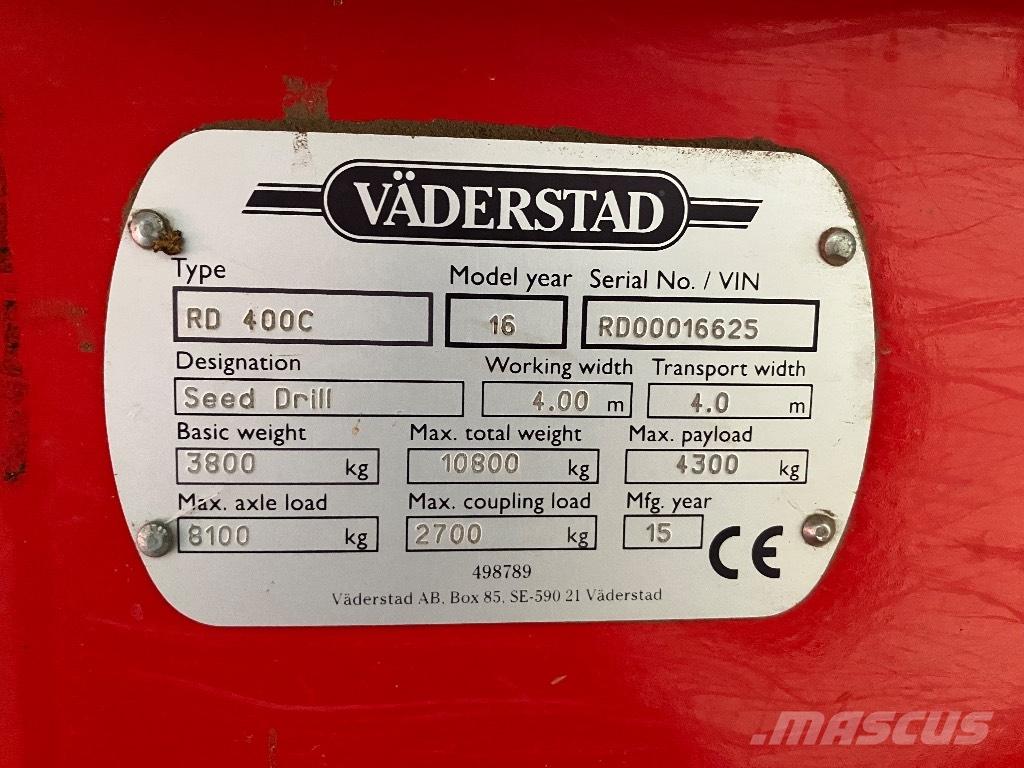 VÄDERSTAD
Type Model year Serial No. / VIN
RD 400C 16 RD00016625
Designation Working width Transport width
Seed Drill 4.00 m 4.0 m
Basic weight Max. total weight Max. payload
3800 kg 10800 kg 4300 kg
Max. axle load Max. coupling load Mfg. year
8100 kg 2700 kg 15 CE
498789
Väderstad AB, Box 85, SE-590 21 Väderstad
MASCUS